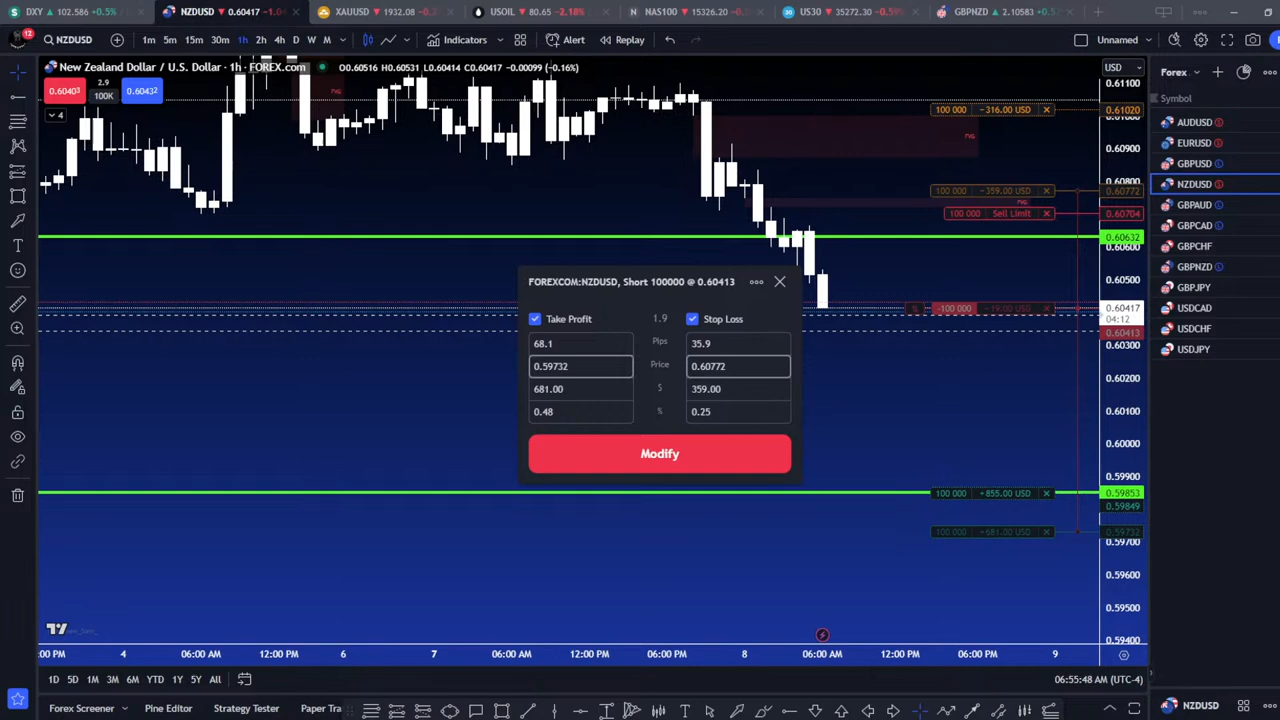 DXY 102.586 +0.5%
NZDUSD 0.60417 −1.0
XAUUSD 1932.08
USOIL 80.65 −2.18%
NAS100 15326.20
US30 35272.30 −0.59%
GBPNZD 2.10583 +0.5
12
NZDUSD
1m 5m 15m 30m 1h 2h 4h D W M
Indicators
Alert
Replay
Unnamed
New Zealand Dollar / U.S. Dollar · 1h · FOREX.com
O0.60516 H0.60531 L0.60414 C0.60417 −0.00099 (−0.16%)
0.60403
2.9
100K
0.60432
4
USD
0.61100
100 000 −316.00 USD
0.61020
0.60900
0.60800
100 000 −359.00 USD
0.60772
100 000 Sell Limit
0.60704
0.60632
0.60600
0.60500
-100 000 −19.00 USD
0.60417
04:12
0.60413
0.60300
0.60200
0.60100
0.60000
0.59900
100 000 +855.00 USD
0.59853
0.59849
100 000 +681.00 USD
0.59732
0.59700
0.59600
0.59500
0.59400
FOREXCOM:NZDUSD, Short 100000 @ 0.60413
Take Profit
1.9
Stop Loss
68.1
Pips
35.9
0.59732
Price
0.60772
681.00
$
359.00
0.48
%
0.25
Modify
:00 PM 4 06:00 AM 12:00 PM 6 7 06:00 AM 12:00 PM 06:00 PM 8 06:00 AM 12:00 PM 06:00 PM 9
1D 5D 1M 3M 6M YTD 1Y 5Y All
06:55:48 AM (UTC-4)
Forex Screener
Pine Editor
Strategy Tester
Paper Tra
Forex
Symbol
AUDUSD
EURUSD
GBPUSD
NZDUSD
GBPAUD
GBPCAD
GBPCHF
GBPNZD
GBPJPY
USDCAD
USDCHF
USDJPY
NZDUSD